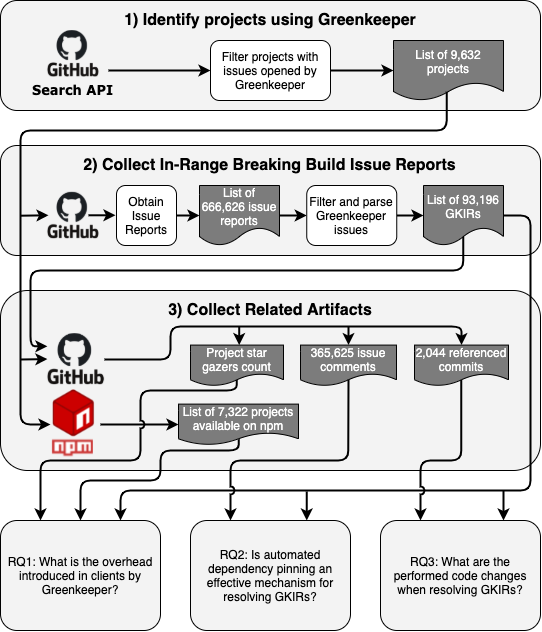 1) Identify projects using Greenkeeper
GitHub
Search API
Filter projects with
issues opened by
Greenkeeper
List of 9,632
projects
2) Collect In-Range Breaking Build Issue Reports
GitHub
Obtain
Issue
Reports
List of
666,626 issue
reports
Filter and parse
Greenkeeper
issues
List of 93,196
GKIRs
3) Collect Related Artifacts
GitHub
Project star
gazers count
365,625 issue
comments
2,044 referenced
commits
n
npm
List of 7,322 projects
available on npm
RQ1: What is the overhead
introduced in clients by
Greenkeeper?
RQ2: Is automated
dependency pinning an
effective mechanism for
resolving GKIRs?
RQ3: What are the
performed code changes
when resolving GKIRs?